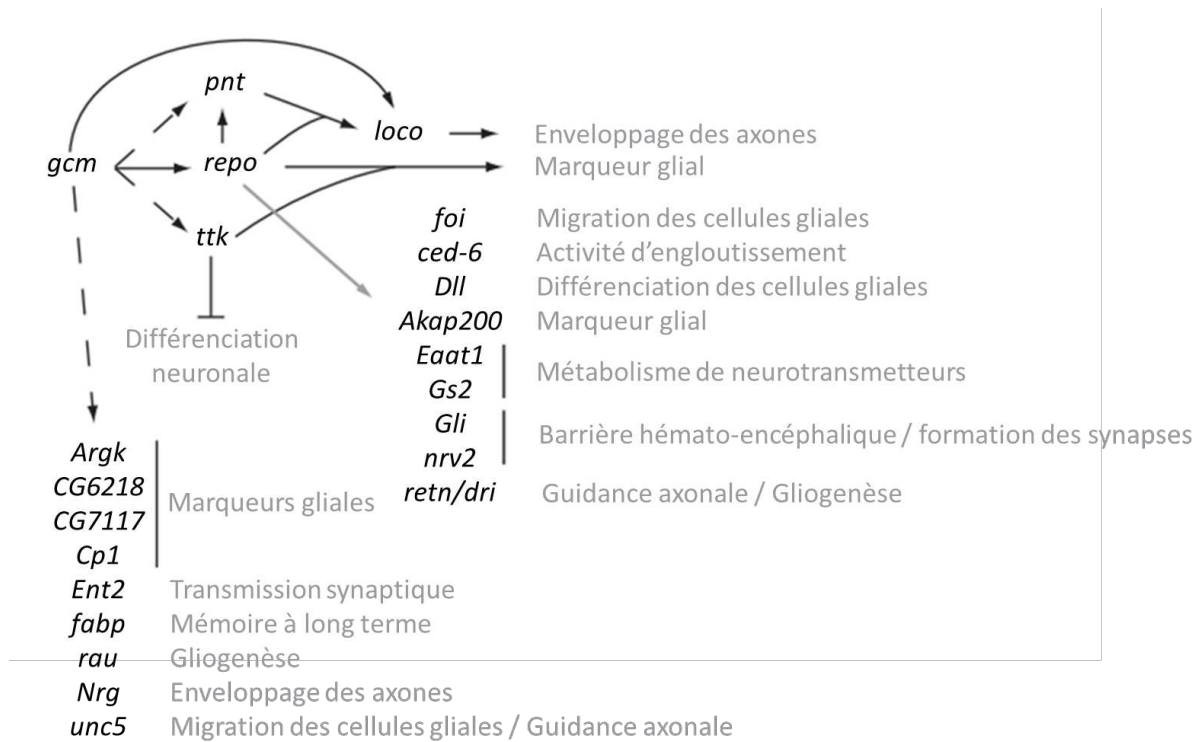 pnt
loco Enveloppage des axones
gcm repo Marqueur glial
ttk
foi Migration des cellules gliales
ced-6 Activité d’engloutissement
Dll Différenciation des cellules gliales
Akap200 Marqueur glial
Différenciation
neuronale
Eaat1
Gs2
Métabolisme de neurotransmetteurs
Gli
nrv2
Barrière hémato-encéphalique / formation des synapses
retn/dri Guidance axonale / Gliogenèse
Argk
CG6218
CG7117
Cp1
Marqueurs gliales
Ent2 Transmission synaptique
fabp Mémoire à long terme
rau Gliogenèse
Nrg Enveloppage des axones
unc5 Migration des cellules gliales / Guidance axonale